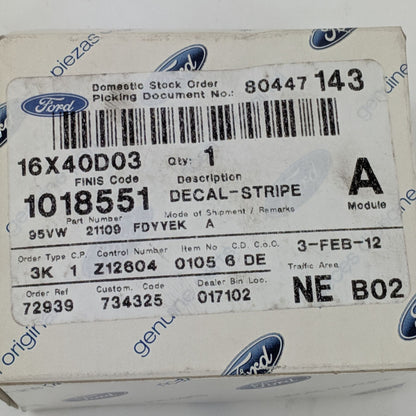 Domestic Stock Order
Picking Document No.: 80447 143
Ford
16X40D03 Qty: 1
FINIS Code Description
1018551 DECAL-STRIPE A
Part Number Mode of Shipment / Remarks Module
95VW 21109 FDYYEK A
Order Type C.P. Control Number Item No C.D. C.o.O. 3-FEB-12
3K 1 Z12604 0105 6 DE Traffic Area
Order Ref Custom. Code Dealer Bin Loc. NE B02
72939 734325 017102
piezas
genuine
Ford
Ford